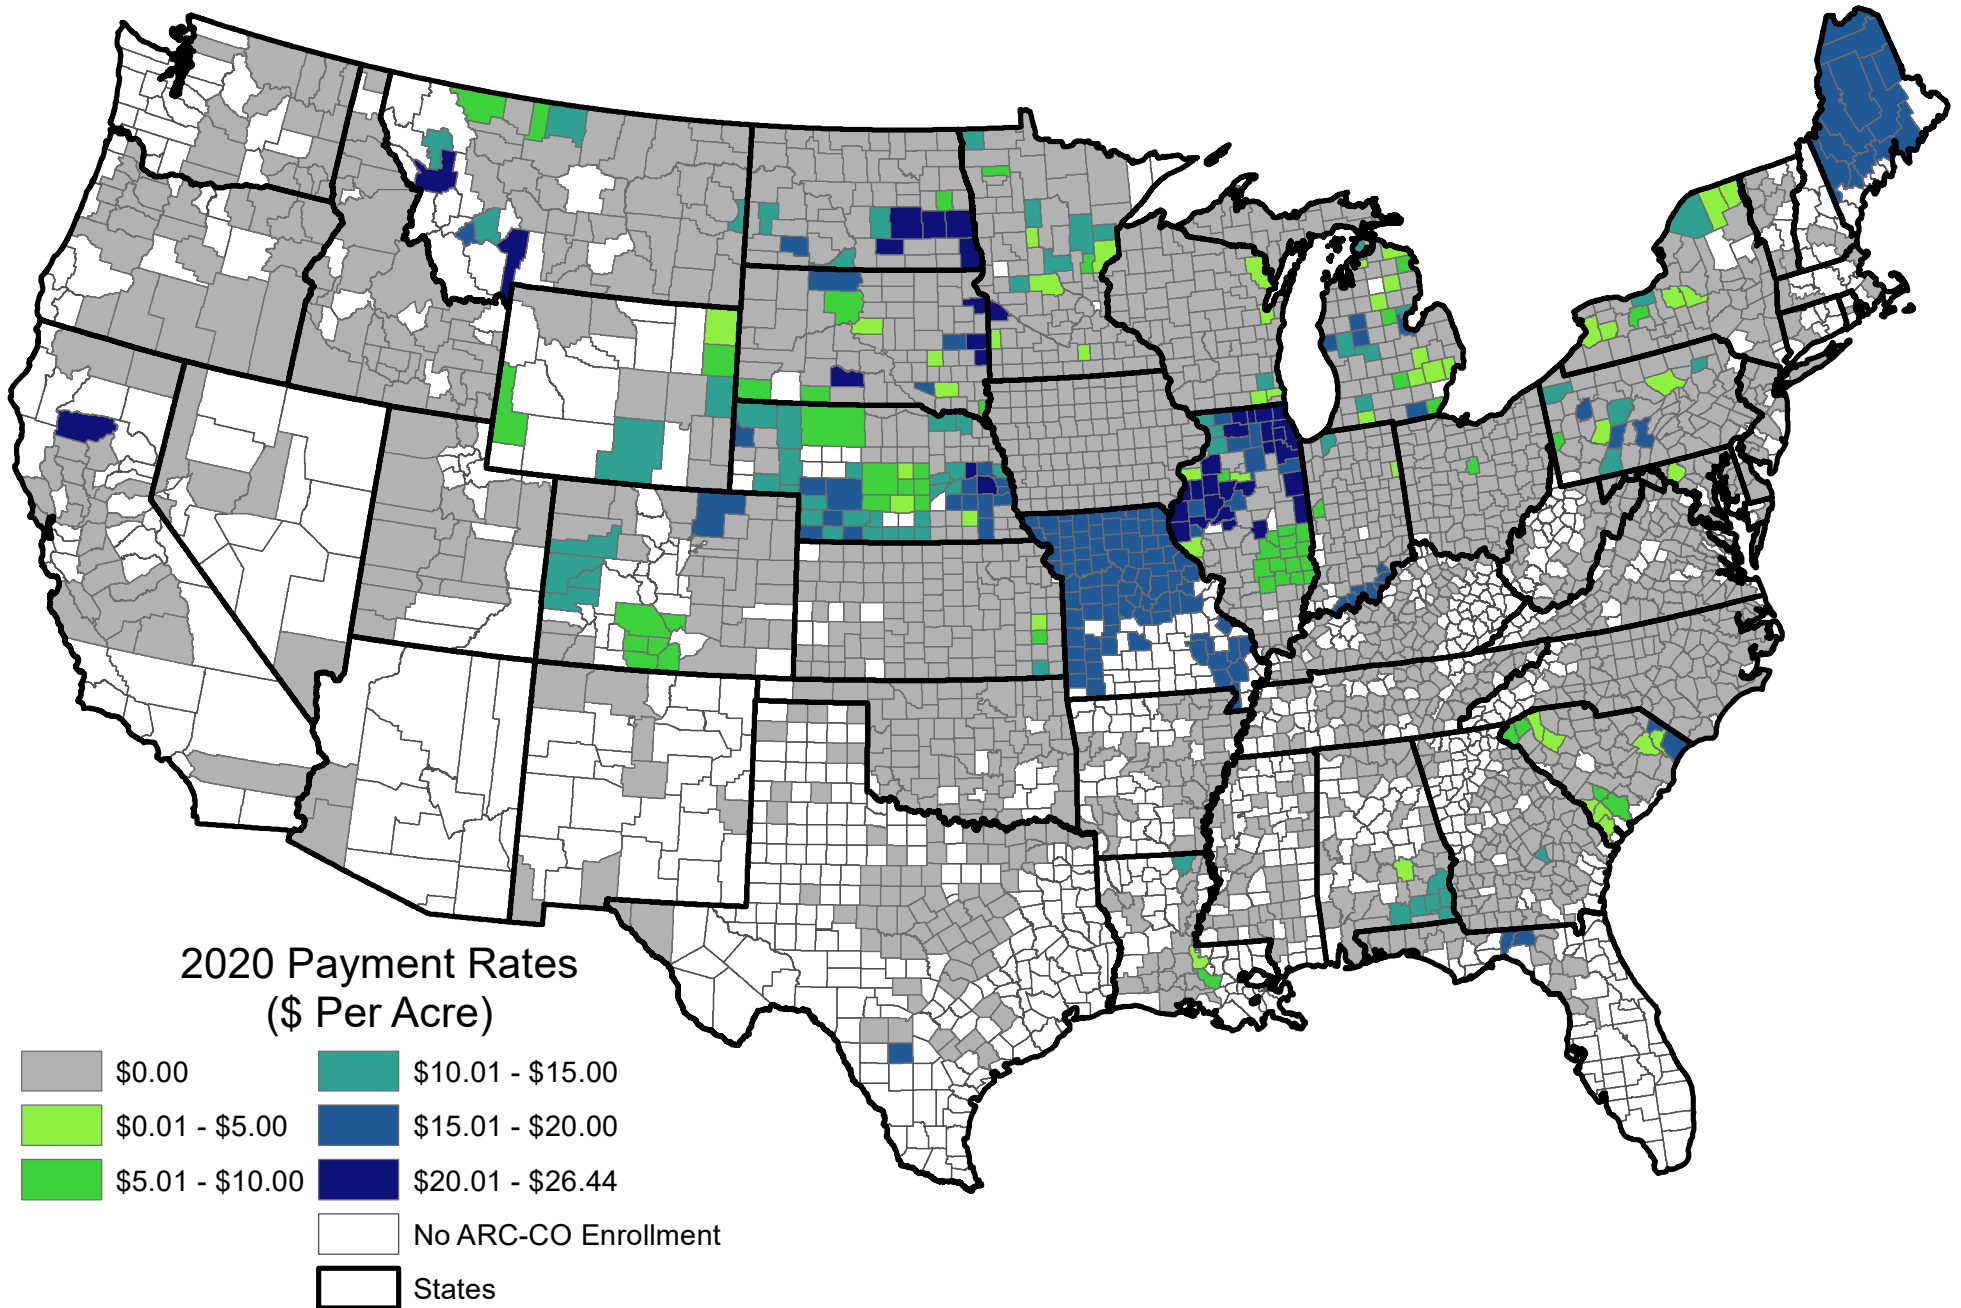 2020 Payment Rates
($ Per Acre)
$0.00
$0.01 - $5.00
$5.01 - $10.00
$10.01 - $15.00
$15.01 - $20.00
$20.01 - $26.44
No ARC-CO Enrollment
States